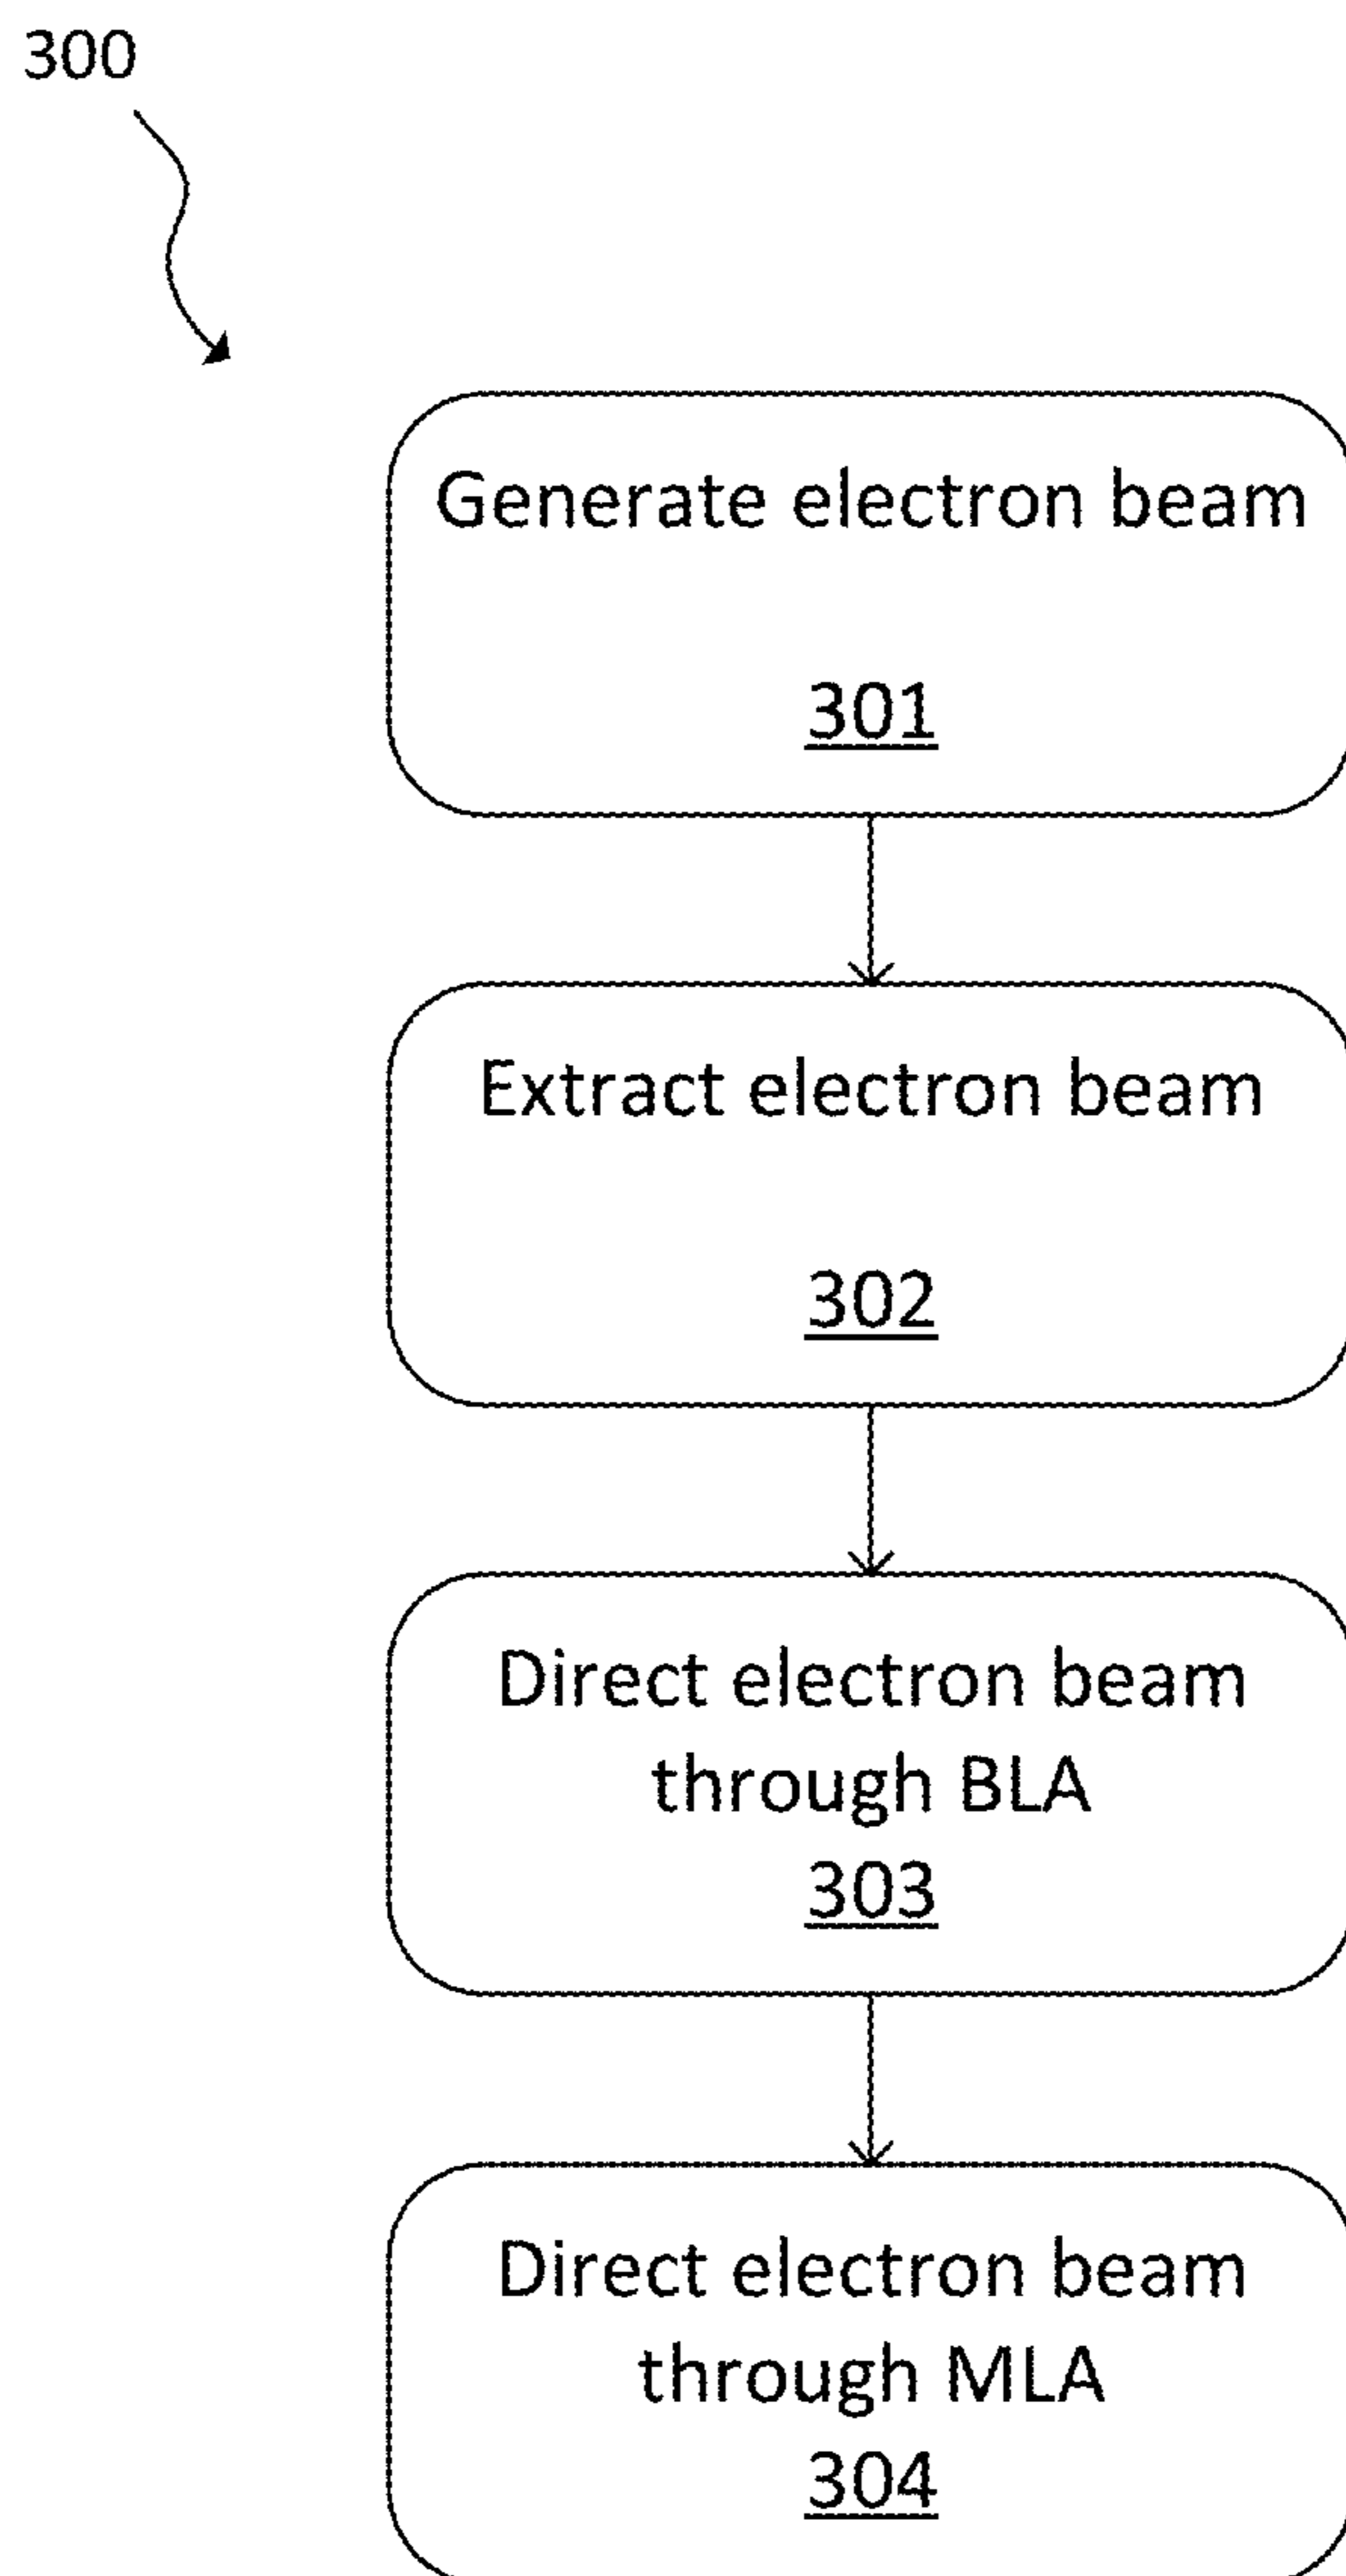 300
Generate electron beam
301
Extract electron beam
302
Direct electron beam
through BLA
303
Direct electron beam
through MLA
304